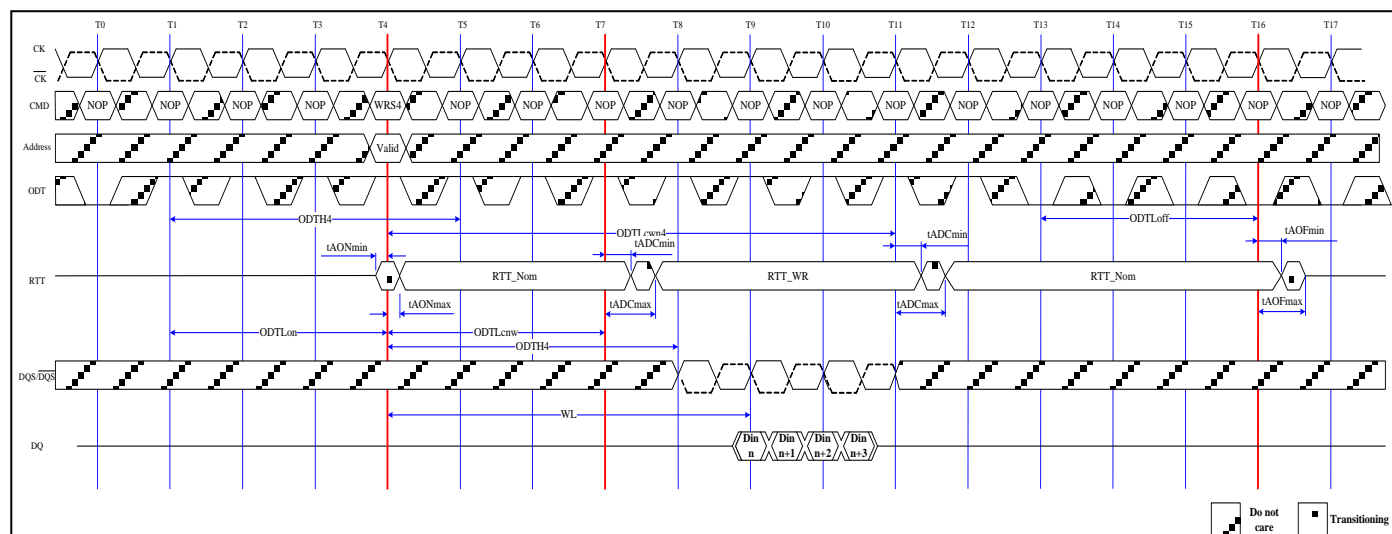 T0 T1 T2 T3 T4 T5 T6 T7 T8 T9 T10 T11 T12 T13 T14 T15 T16 T17
CK
CK
CMD NOP NOP NOP NOP WRS4 NOP NOP NOP NOP NOP NOP NOP NOP NOP NOP NOP NOP NOP
Address Valid
ODT
ODTH4 ODTLoff
ODTLcwn4
tAONmin tADCmin tADCmin tAOFmin
RTT RTT_Nom RTT_WR RTT_Nom
tAONmax tADCmax tADCmax tAOFmax
ODTLon ODTLcnw
ODTH4
DQS/DQS
WL
DQ Din Din Din Din
n n+1 n+2 n+3
Do not Transitioning
care